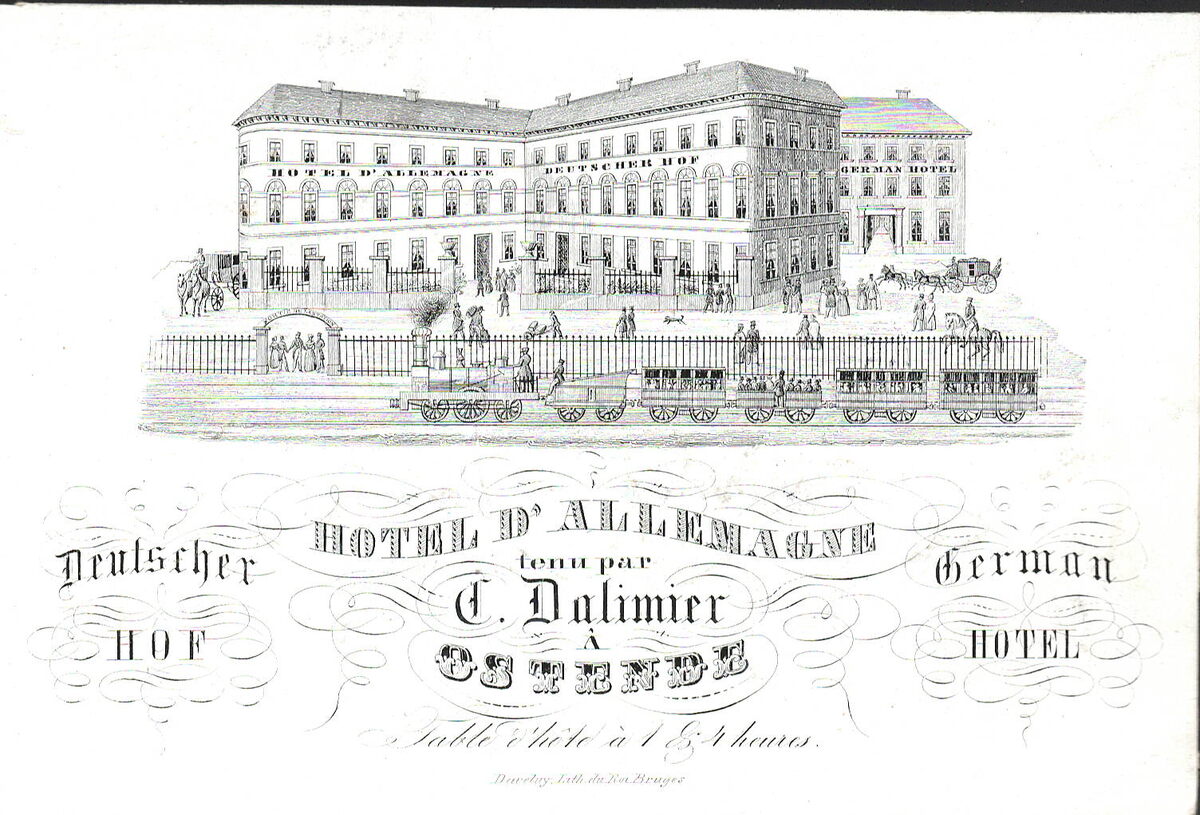 HOTEL D'ALLEMAGNE
DEUTSCHER HOF
GERMAN HOTEL
HOTEL D'ALLEMAGNE
tenu par
C. Dalimier
À
OSTENDE
Deutscher
HOF
German
HOTEL
Table d'hôte à 1 & 4 heures.
Daveluy, Lith. du Roi Bruges